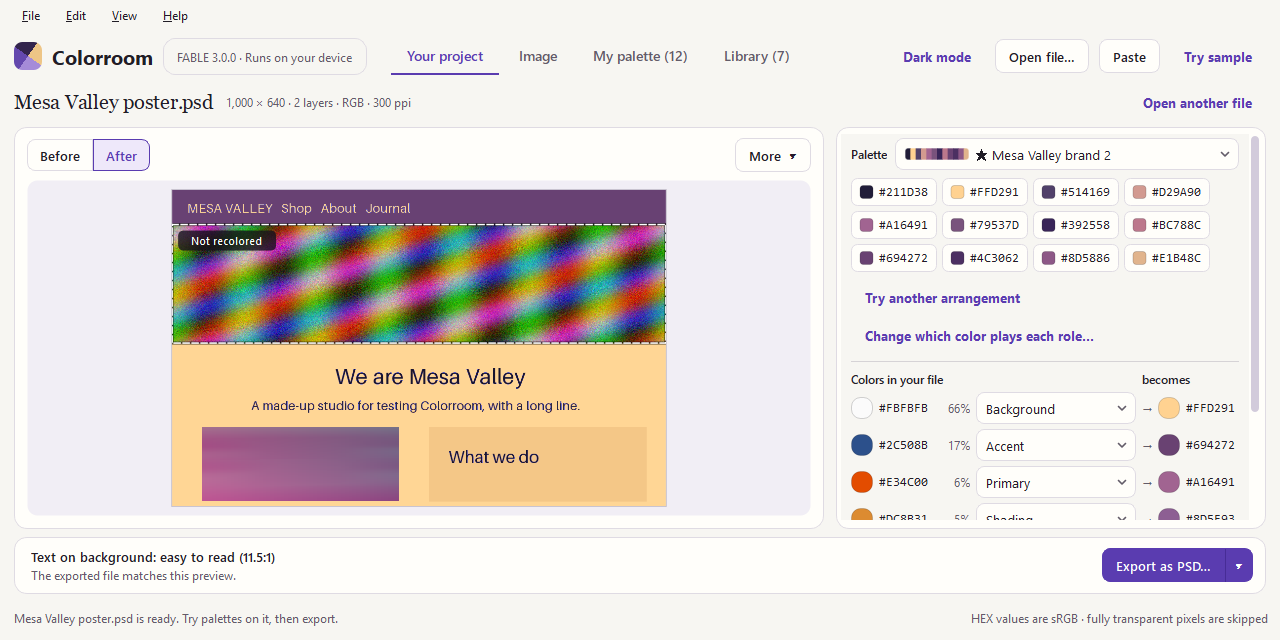 File Edit View Help
Colorroom FABLE 3.0.0 · Runs on your device Your project Image My palette (12) Library (7) Dark mode Open file... Paste Try sample
Mesa Valley poster.psd 1,000 × 640 · 2 layers · RGB · 300 ppi Open another file
Before After More
MESA VALLEY Shop About Journal
Not recolored
We are Mesa Valley
A made-up studio for testing Colorroom, with a long line.
What we do
Palette ★ Mesa Valley brand 2
#211D38 #FFD291 #514169 #D29A90
#A16491 #79537D #392558 #BC788C
#694272 #4C3062 #8D5886 #E1B48C
Try another arrangement
Change which color plays each role...
Colors in your file becomes
#FBFBFB 66% Background → #FFD291
#2C508B 17% Accent → #694272
#E34C00 6% Primary → #A16491
#DC8B31 5% Shading → #8D5E93
Text on background: easy to read (11.5:1)
The exported file matches this preview.
Export as PSD...
Mesa Valley poster.psd is ready. Try palettes on it, then export.
HEX values are sRGB · fully transparent pixels are skipped